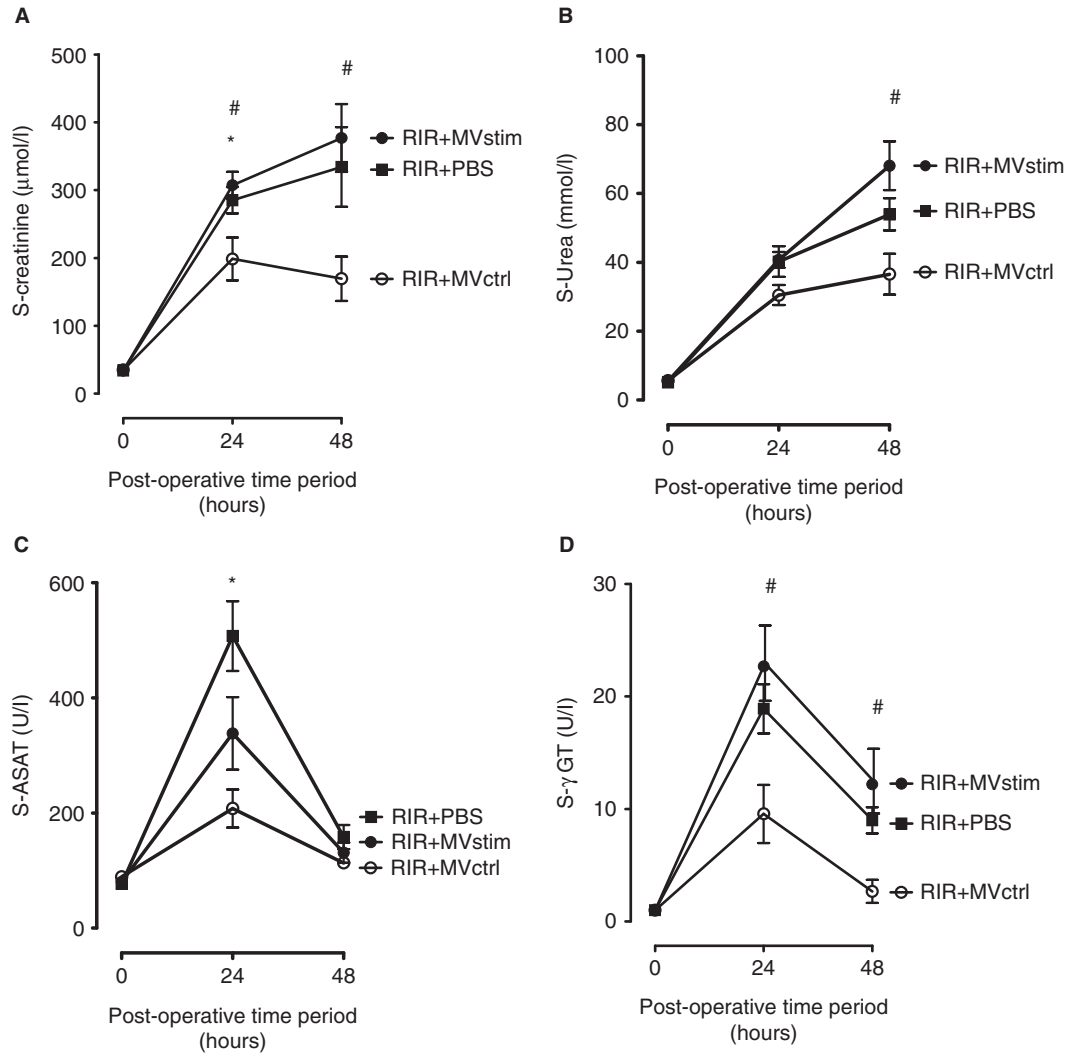 A
500
400
300
200
100
0
S-creatinine (μmol/l)
#
*
#
RIR+MVstim
RIR+PBS
RIR+MVctrl
0 24 48
Post-operative time period
(hours)
B
100
80
60
40
20
0
S-Urea (mmol/l)
#
RIR+MVstim
RIR+PBS
RIR+MVctrl
0 24 48
Post-operative time period
(hours)
C
600
400
200
0
S-ASAT (U/l)
*
RIR+PBS
RIR+MVstim
RIR+MVctrl
0 24 48
Post-operative time period
(hours)
D
30
20
10
0
S-γ GT (U/l)
#
#
RIR+MVstim
RIR+PBS
RIR+MVctrl
0 24 48
Post-operative time period
(hours)